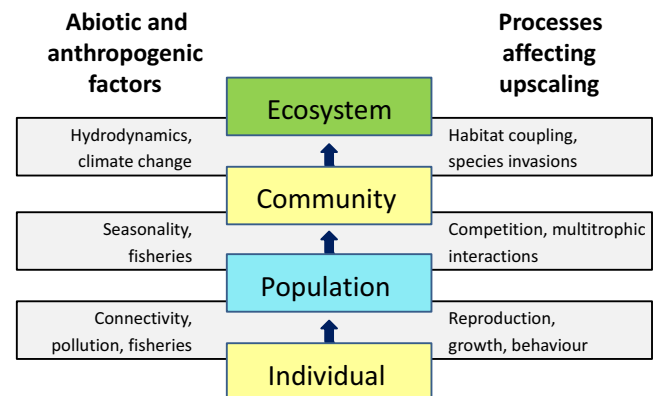 Abiotic and
anthropogenic
factors
Processes
affecting
upscaling
Ecosystem
Hydrodynamics,
climate change
Habitat coupling,
species invasions
Community
Seasonality,
fisheries
Competition, multitrophic
interactions
Population
Connectivity,
pollution, fisheries
Reproduction,
growth, behaviour
Individual